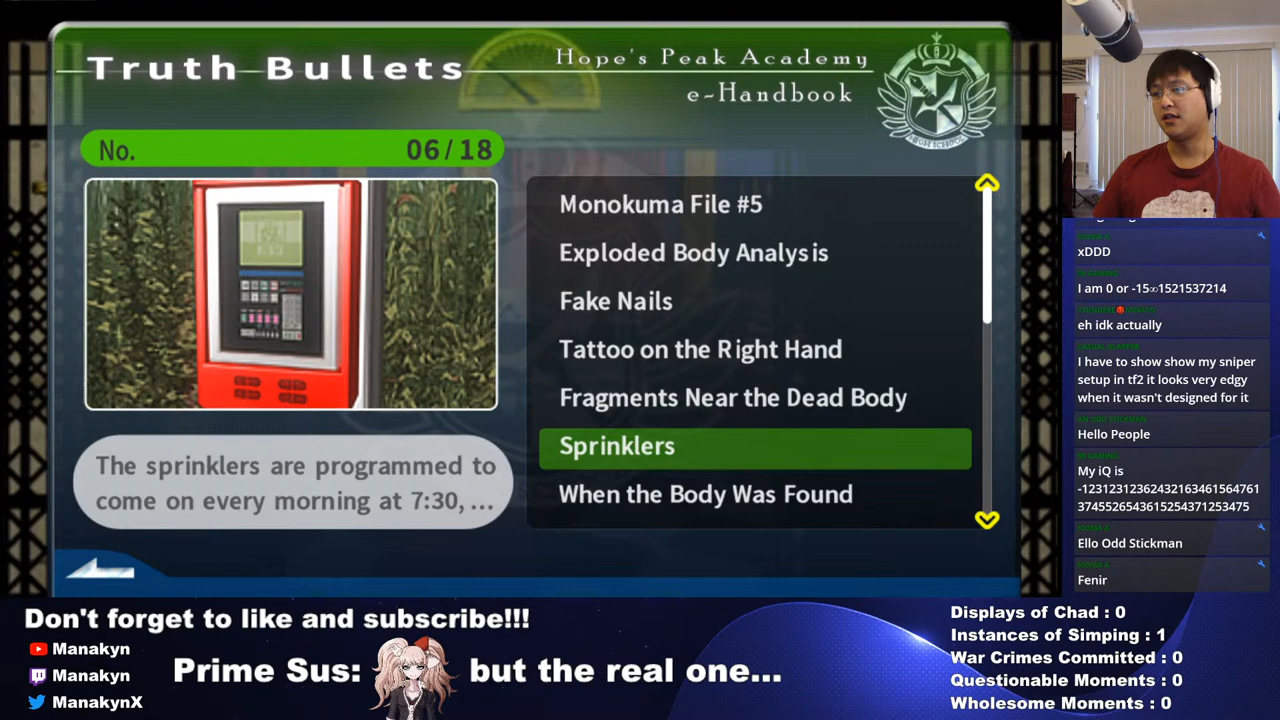 Truth Bullets
Hope's Peak Academy
e-Handbook
No. 06/18
Monokuma File #5
Exploded Body Analysis
Fake Nails
Tattoo on the Right Hand
Fragments Near the Dead Body
Sprinklers
When the Body Was Found
The sprinklers are programmed to
come on every morning at 7:30, ...
xDDD
I am 0 or -15∞1521537214
eh idk actually
I have to show show my sniper
setup in tf2 it looks very edgy
when it wasn't designed for it
Hello People
My iQ is
-12312312362432163461564761
37455265436152543712534​75
Ello Odd Stickman
Fenir
Don't forget to like and subscribe!!!
Manakyn
Manakyn
ManakynX
Prime Sus: but the real one...
Displays of Chad : 0
Instances of Simping : 1
War Crimes Committed : 0
Questionable Moments : 0
Wholesome Moments : 0